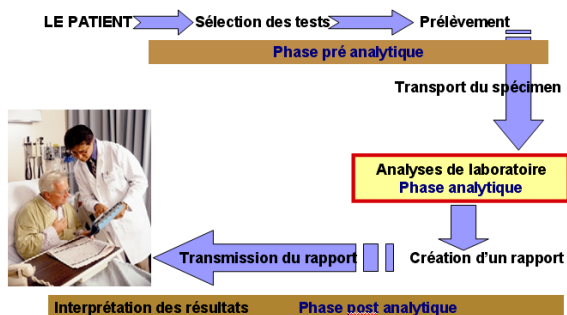 LE PATIENT Sélection des tests Prélèvement
Phase pré analytique
Transport du spécimen
Analyses de laboratoire
Phase analytique
Transmission du rapport Création d'un rapport
Interprétation des résultats Phase post analytique